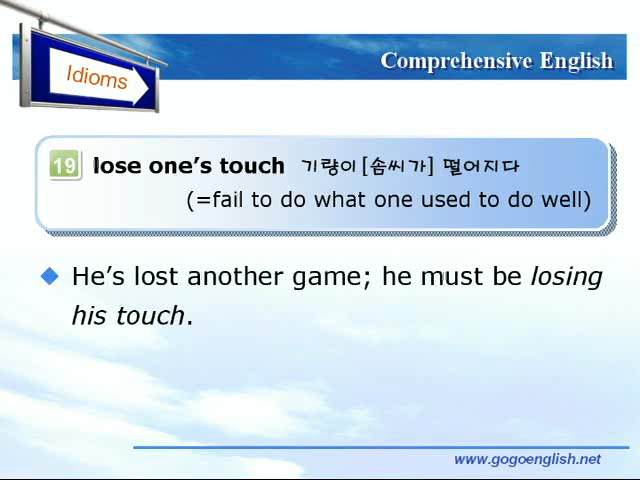 Idioms
Comprehensive English
19 lose one’s touch 기량이 [솜씨가] 떨어지다
(=fail to do what one used to do well)
He’s lost another game; he must be losing
his touch.
www.gogoenglish.net